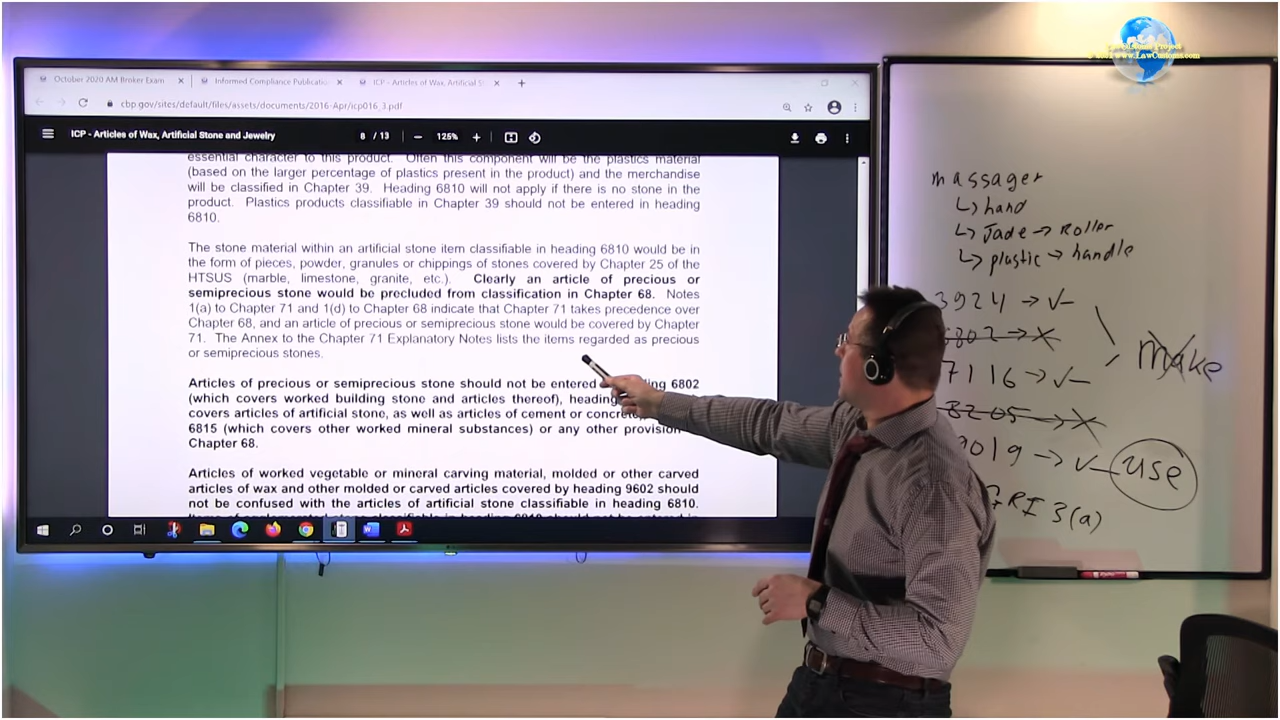 October 2020 AM Broker Exam
Informed Compliance Publicatio
ICP - Articles of Wax, Artificial S
cbp.gov/sites/default/files/assets/documents/2016-Apr/icp016_3.pdf
ICP - Articles of Wax, Artificial Stone and Jewelry
8 / 13
125%
essential character to this product. Often this component will be the plastics material
(based on the larger percentage of plastics present in the product) and the merchandise
will be classified in Chapter 39. Heading 6810 will not apply if there is no stone in the
product. Plastics products classifiable in Chapter 39 should not be entered in heading
6810.
The stone material within an artificial stone item classifiable in heading 6810 would be in
the form of pieces, powder, granules or chippings of stones covered by Chapter 25 of the
HTSUS (marble, limestone, granite, etc.). Clearly an article of precious or
semiprecious stone would be precluded from classification in Chapter 68. Notes
1(a) to Chapter 71 and 1(d) to Chapter 68 indicate that Chapter 71 takes precedence over
Chapter 68, and an article of precious or semiprecious stone would be covered by Chapter
71. The Annex to the Chapter 71 Explanatory Notes lists the items regarded as precious
or semiprecious stones.
Articles of precious or semiprecious stone should not be entered ding 6802
(which covers worked building stone and articles thereof), heading
covers articles of artificial stone, as well as articles of cement or concrete
6815 (which covers other worked mineral substances) or any other provision
Chapter 68.
Articles of worked vegetable or mineral carving material, molded or other carved
articles of wax and other molded or carved articles covered by heading 9602 should
not be confused with the articles of artificial stone classifiable in heading 6810.
www.LawCustoms.com
massager
↳ hand
↳ Jade → Roller
↳ plastic → handle
3924 → ✓
6802 → X
7116 → ✓
make
8205 → X
9019 → ✓ use
GRI 3(a)